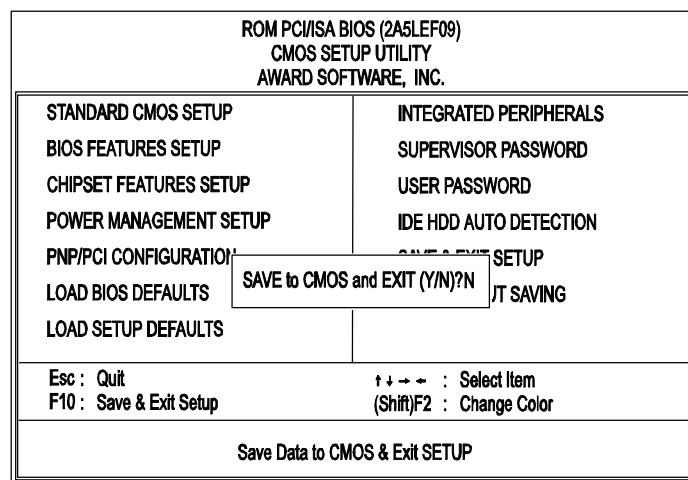 ROM PCI/ISA BIOS (2A5LEF09)
CMOS SETUP UTILITY
AWARD SOFTWARE, INC.
STANDARD CMOS SETUP
BIOS FEATURES SETUP
CHIPSET FEATURES SETUP
POWER MANAGEMENT SETUP
PNP/PCI CONFIGURATION
LOAD BIOS DEFAULTS
LOAD SETUP DEFAULTS
INTEGRATED PERIPHERALS
SUPERVISOR PASSWORD
USER PASSWORD
IDE HDD AUTO DETECTION
SAVE & EXIT SETUP
SAVING
SAVE to CMOS and EXIT (Y/N)?N
Esc : Quit
F10 : Save & Exit Setup
↑ ↓ → ← : Select Item
(Shift)F2 : Change Color
Save Data to CMOS & Exit SETUP